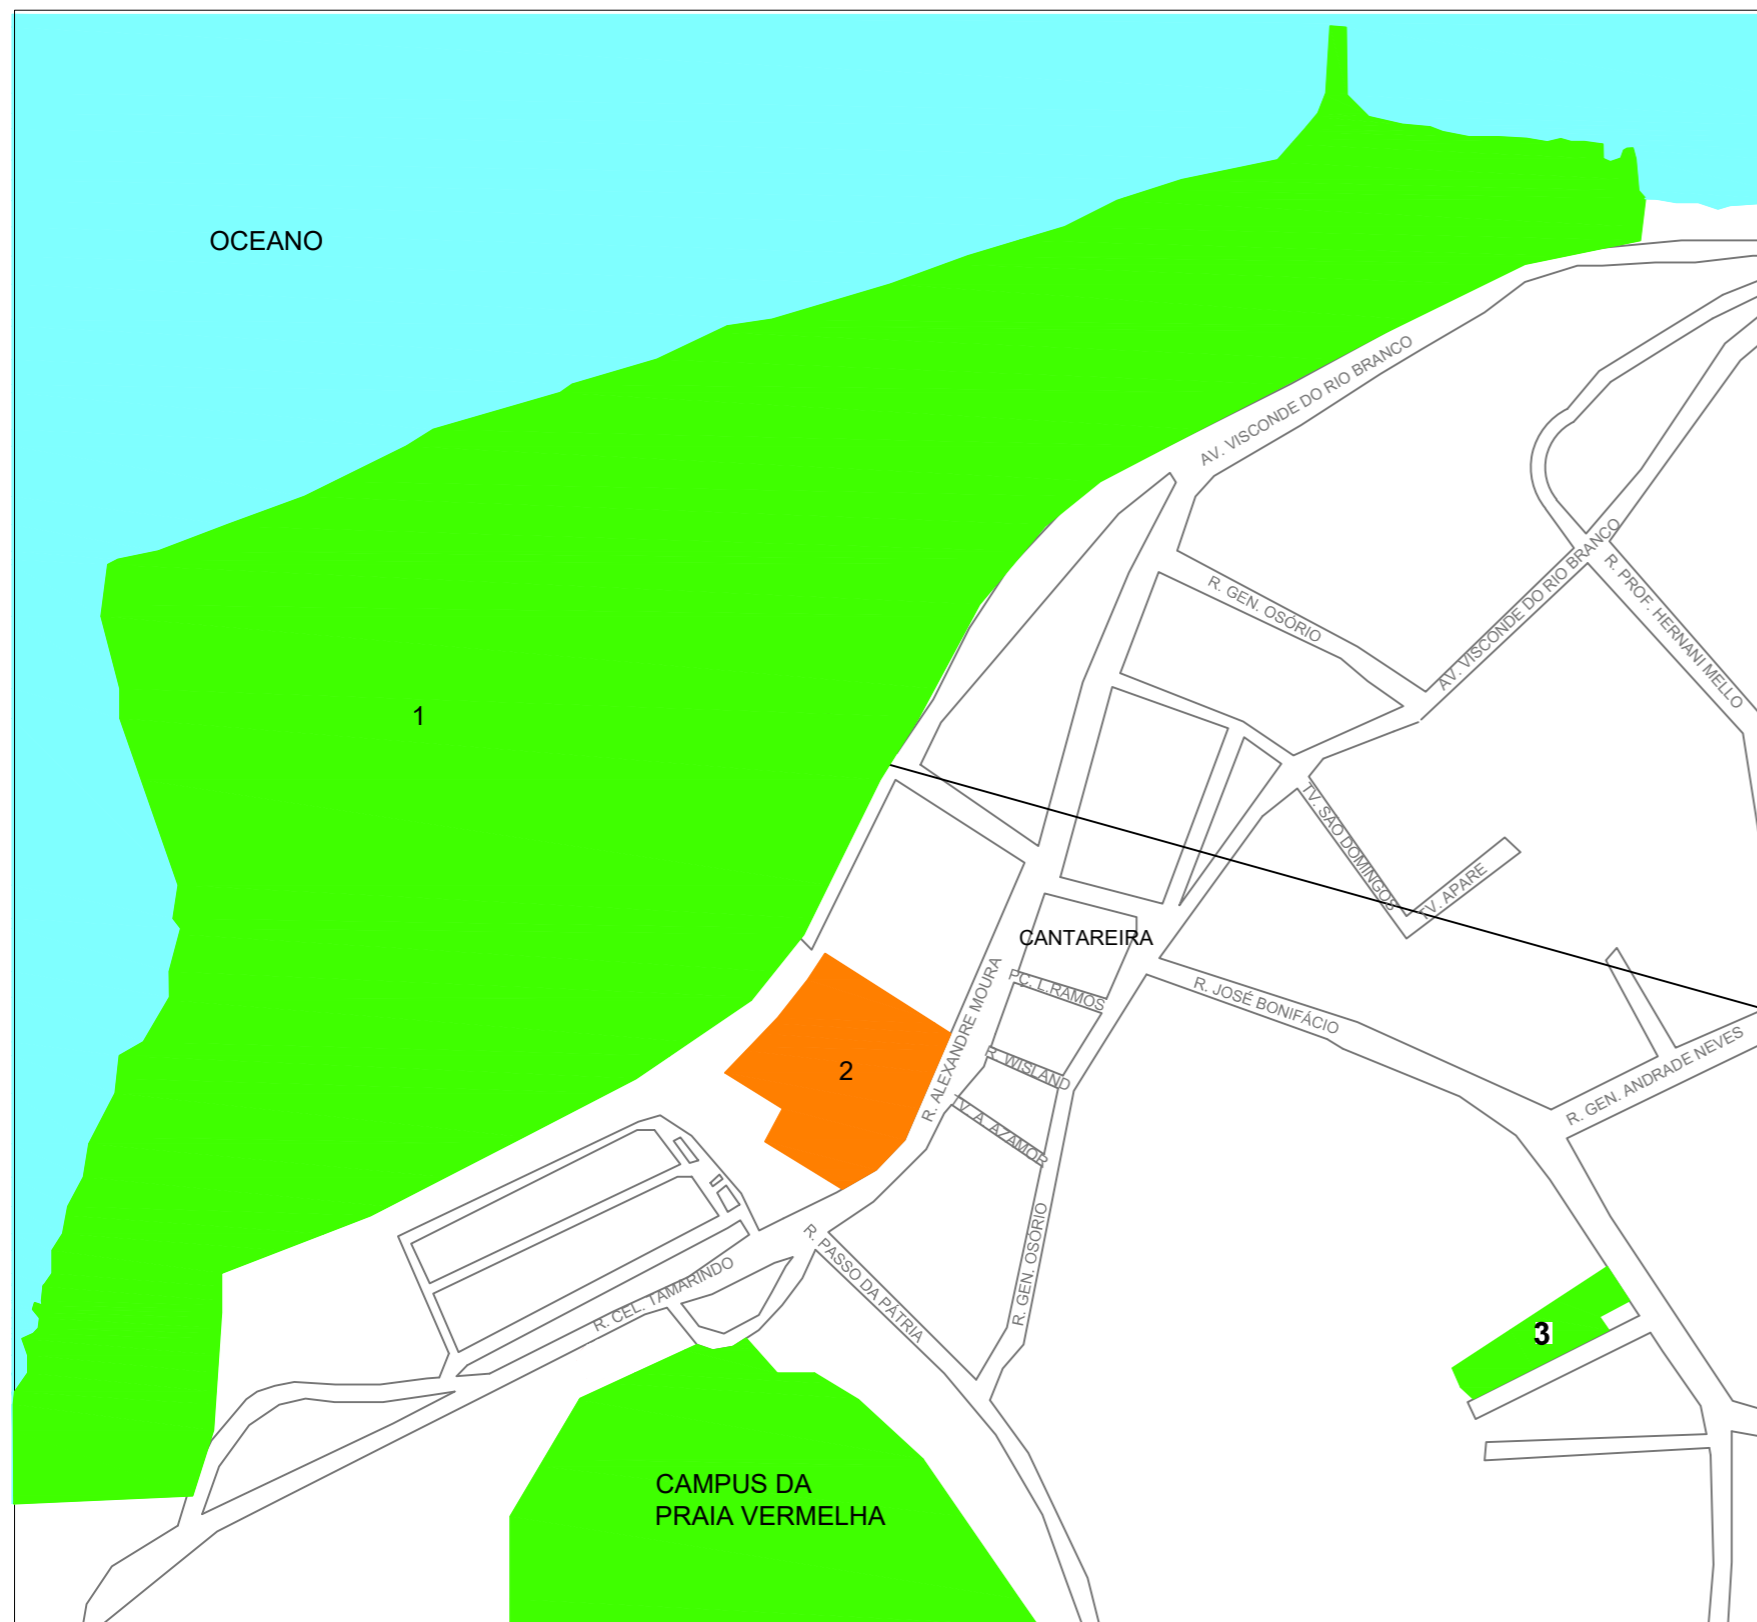 OCEANO
AV. VISCONDE DO RIO BRANCO
R. GEN. OSÓRIO
AV. VISCONDE DO RIO BRANCO
R. PROF. HERNANI MELLO
1
TV. SÃO DOMINGOS
TV. APARE
CANTAREIRA
PC. L.RAMOS
R. JOSÉ BONIFÁCIO
R. ALEXANDRE MOURA
2
R. WISLAND
R. GEN. ANDRADE NEVES
TV. A. AZAMOR
R. GEN. OSÓRIO
R. PASSO DA PÁTRIA
R. CEL. TAMARINDO
3
CAMPUS DA
PRAIA VERMELHA